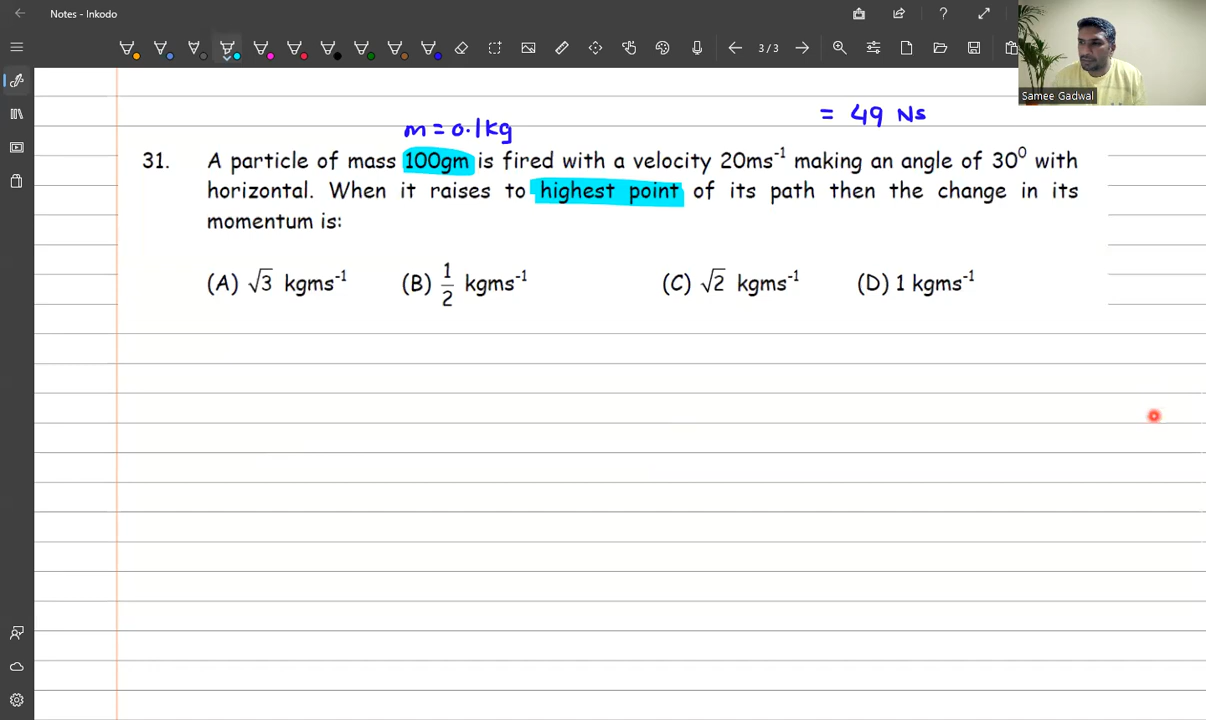 Notes - Inkodo
3/3
Samee Gadwal
= 49 Ns
m = 0.1kg
31. A particle of mass 100gm is fired with a velocity 20ms⁻¹ making an angle of 30⁰ with
horizontal. When it raises to highest point of its path then the change in its
momentum is:
(A) √3 kgms⁻¹ (B) 1/2 kgms⁻¹ (C) √2 kgms⁻¹ (D) 1 kgms⁻¹